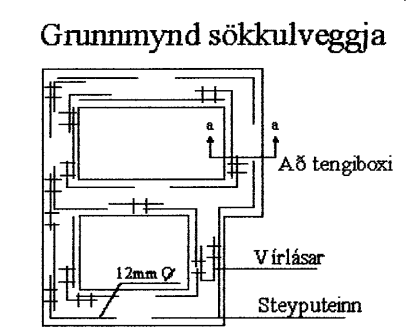 Grunnmynd sökkulveggja
a a
Að tengiboxi
Vírlásar
12mm Ø
Steyputeinn